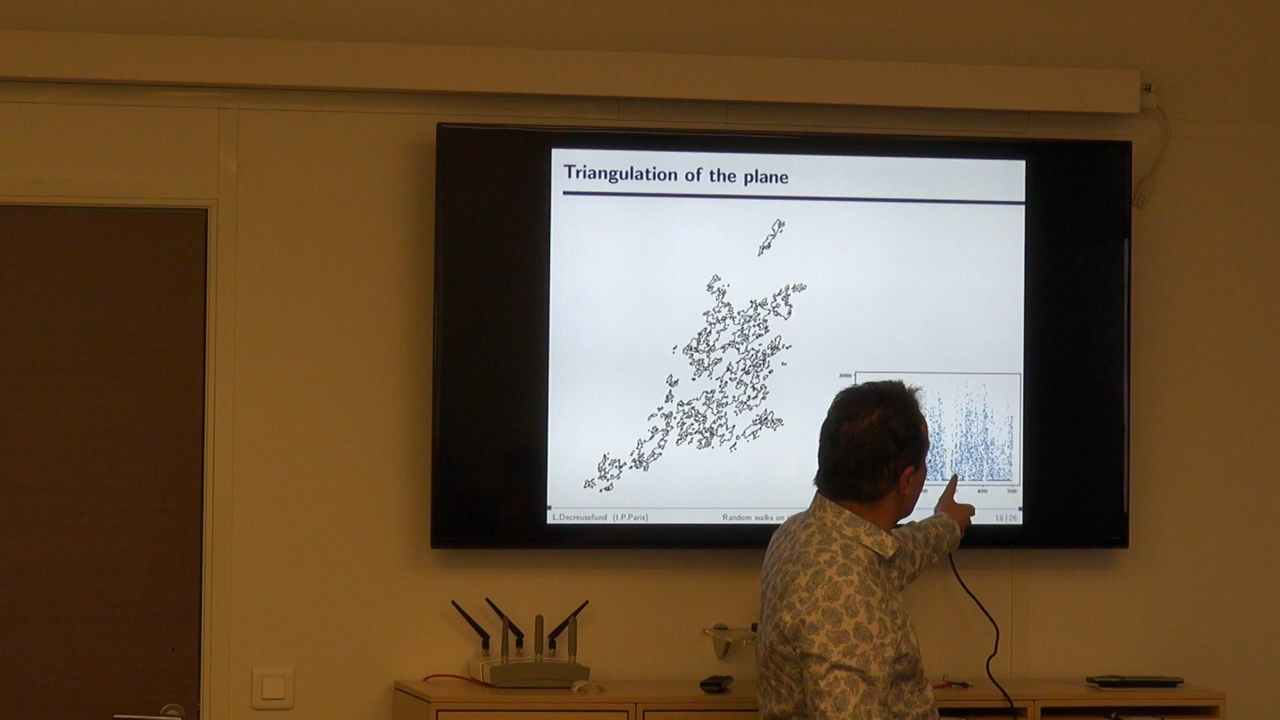 Triangulation of the plane
L.Decreusefond (I.P.Paris)
Random walks on
18 | 26